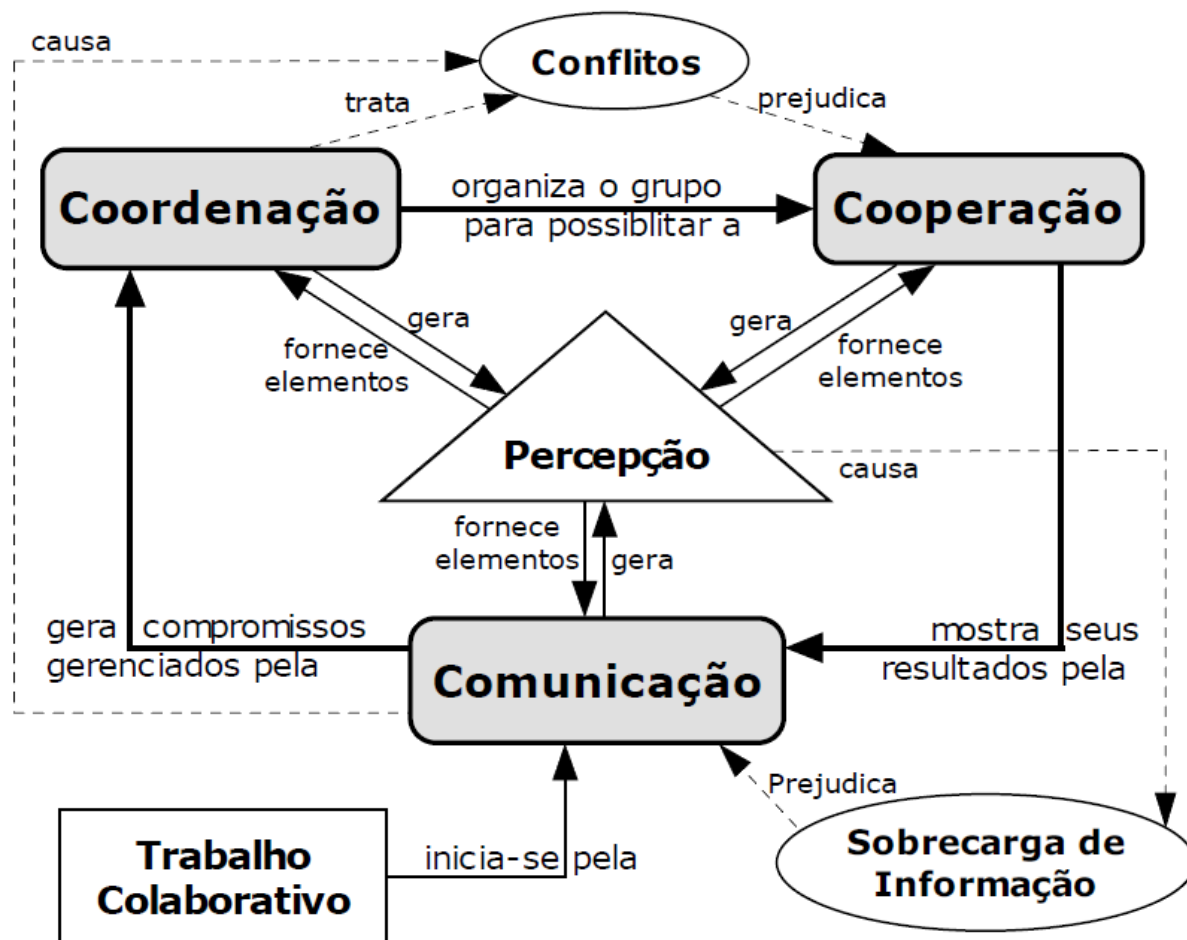 causa
Conflitos
trata
prejudica
Coordenação
organiza o grupo
para possiblitar a
Cooperação
gera
fornece
elementos
gera
fornece
elementos
Percepção
causa
fornece
elementos
gera
gera compromissos
gerenciados pela
mostra seus
resultados pela
Comunicação
Prejudica
Trabalho
Colaborativo
inicia-se pela
Sobrecarga de
Informação